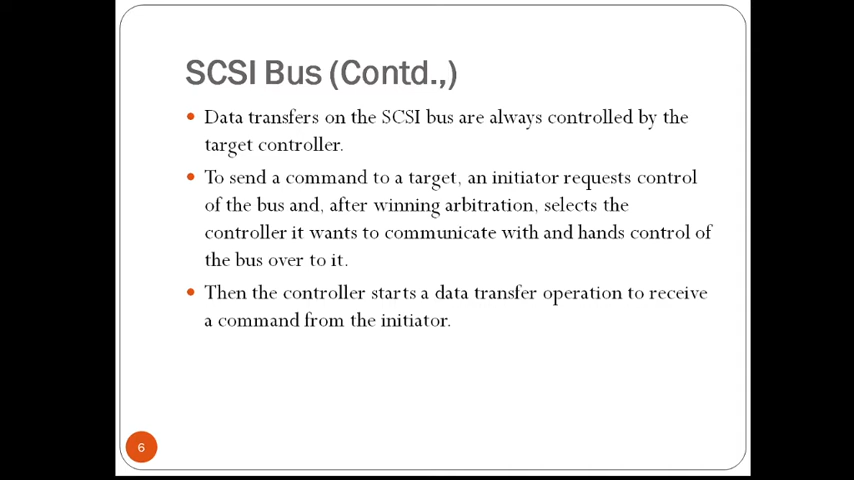 SCSI Bus (Contd.,)
Data transfers on the SCSI bus are always controlled by the
target controller.
To send a command to a target, an initiator requests control
of the bus and, after winning arbitration, selects the
controller it wants to communicate with and hands control of
the bus over to it.
Then the controller starts a data transfer operation to receive
a command from the initiator.
6